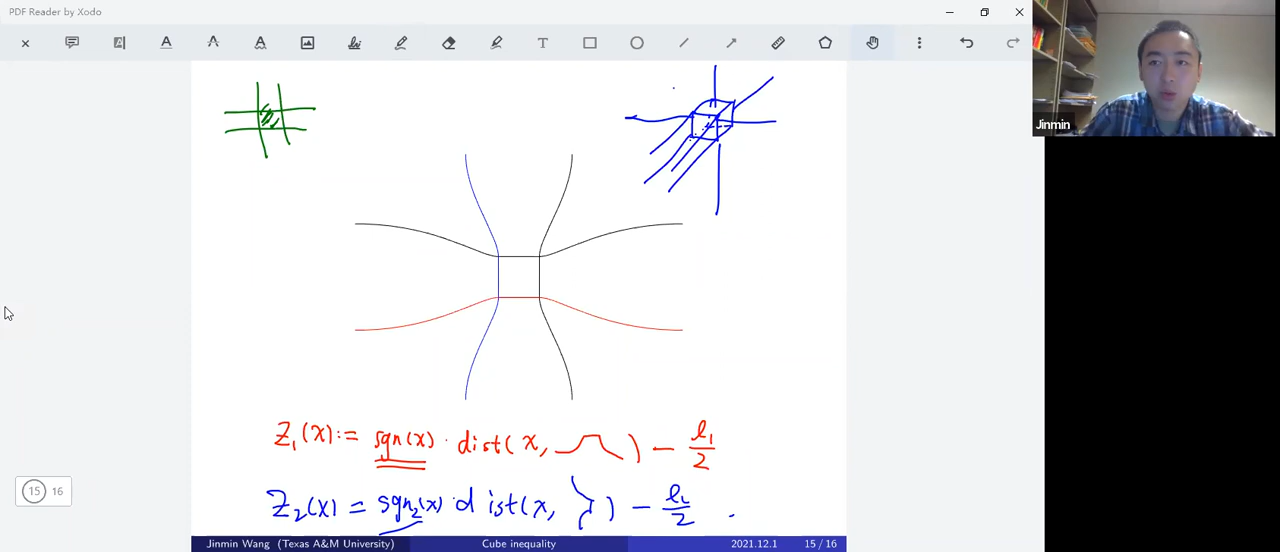 PDF Reader by Xodo
T
Jinmin
Z₁(x) := sgn(x) · dist(x, ) − l₁/2
Z₂(x) = sgn₂(x) · dist(x, ) − l₂/2 .
15 16
Jinmin Wang (Texas A&M University) Cube inequality 2021.12.1 15 / 16